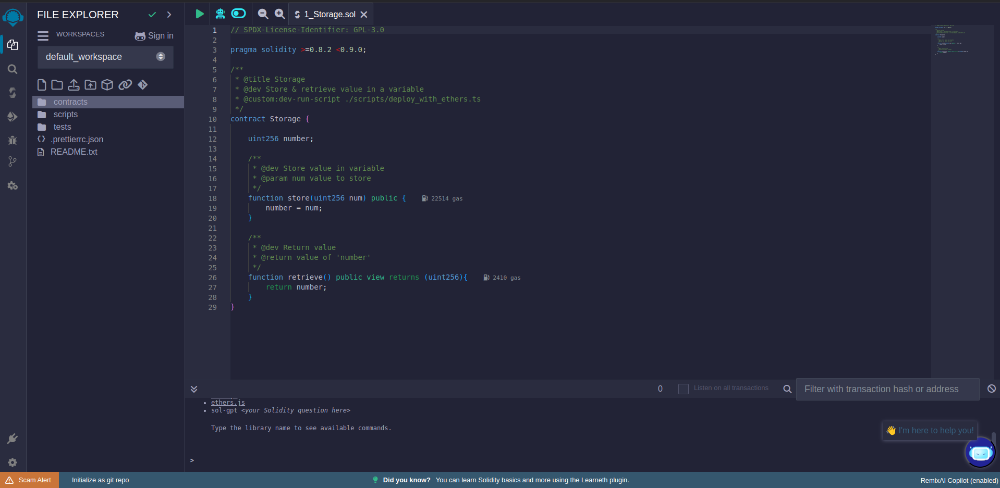 FILE EXPLORER
WORKSPACES
Sign in
default_workspace
contracts
scripts
tests
.prettierrc.json
README.txt
1_Storage.sol
1 // SPDX-License-Identifier: GPL-3.0
2
3 pragma solidity >=0.8.2 <0.9.0;
4
5 /**
6  * @title Storage
7  * @dev Store & retrieve value in a variable
8  * @custom:dev-run-script ./scripts/deploy_with_ethers.ts
9  */
10 contract Storage {
11
12     uint256 number;
13
14     /**
15      * @dev Store value in variable
16      * @param num value to store
17      */
18     function store(uint256 num) public { 22514 gas
19         number = num;
20     }
21
22     /**
23      * @dev Return value
24      * @return value of 'number'
25      */
26     function retrieve() public view returns (uint256){ 2410 gas
27         return number;
28     }
29 }
0
Listen on all transactions
Filter with transaction hash or address
• ethers.js
• sol-gpt <your Solidity question here>
Type the library name to see available commands.
>
👋 I'm here to help you!
Scam Alert
Initialize as git repo
Did you know? You can learn Solidity basics and more using the Learneth plugin.
RemixAI Copilot (enabled)